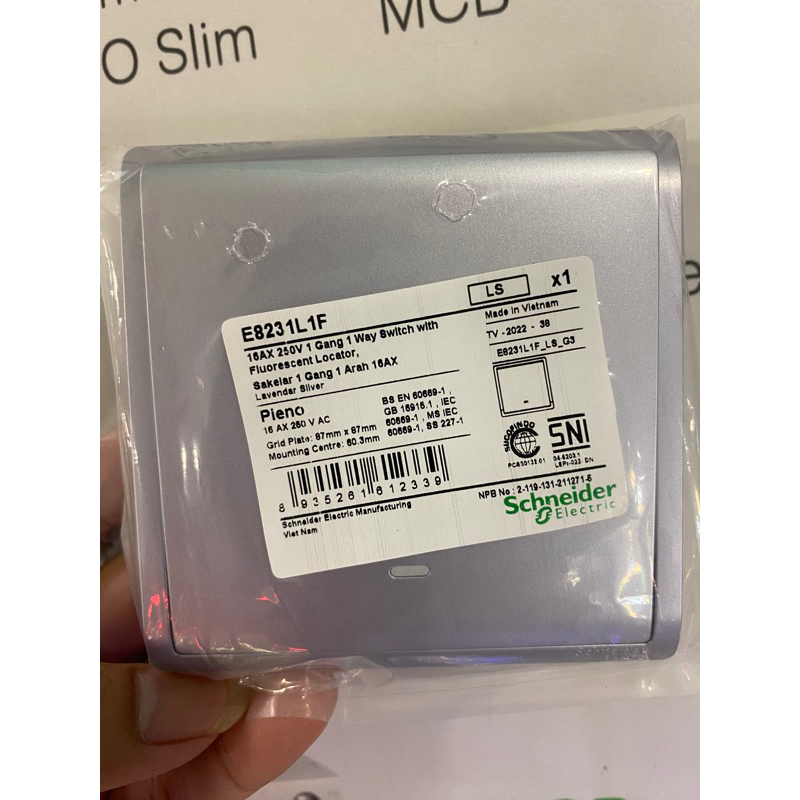 O Slim
MCB
LS
x1
E8231L1F
Made in Vietnam
16AX 250V 1 Gang 1 Way Switch with
Fluorescent Locator,
TV - 2022 - 38
Sakelar 1 Gang 1 Arah 16AX
E8231L1F_LS_G3
Lavendar Silver
Pieno
16 AX 250 V AC
Grid Plate: 87mm x 87mm
Mounting Centre: 60.3mm
BS EN 60669-1 ,
GB 16915.1 , IEC
60669-1 , MS IEC
60669-1, SS 227-1
SUCOFINDO
SNI
8 935261 612339
NPB No : 2-119-131-211271-5
Schneider Electric Manufacturing
Viet Nam
Schneider
Electric